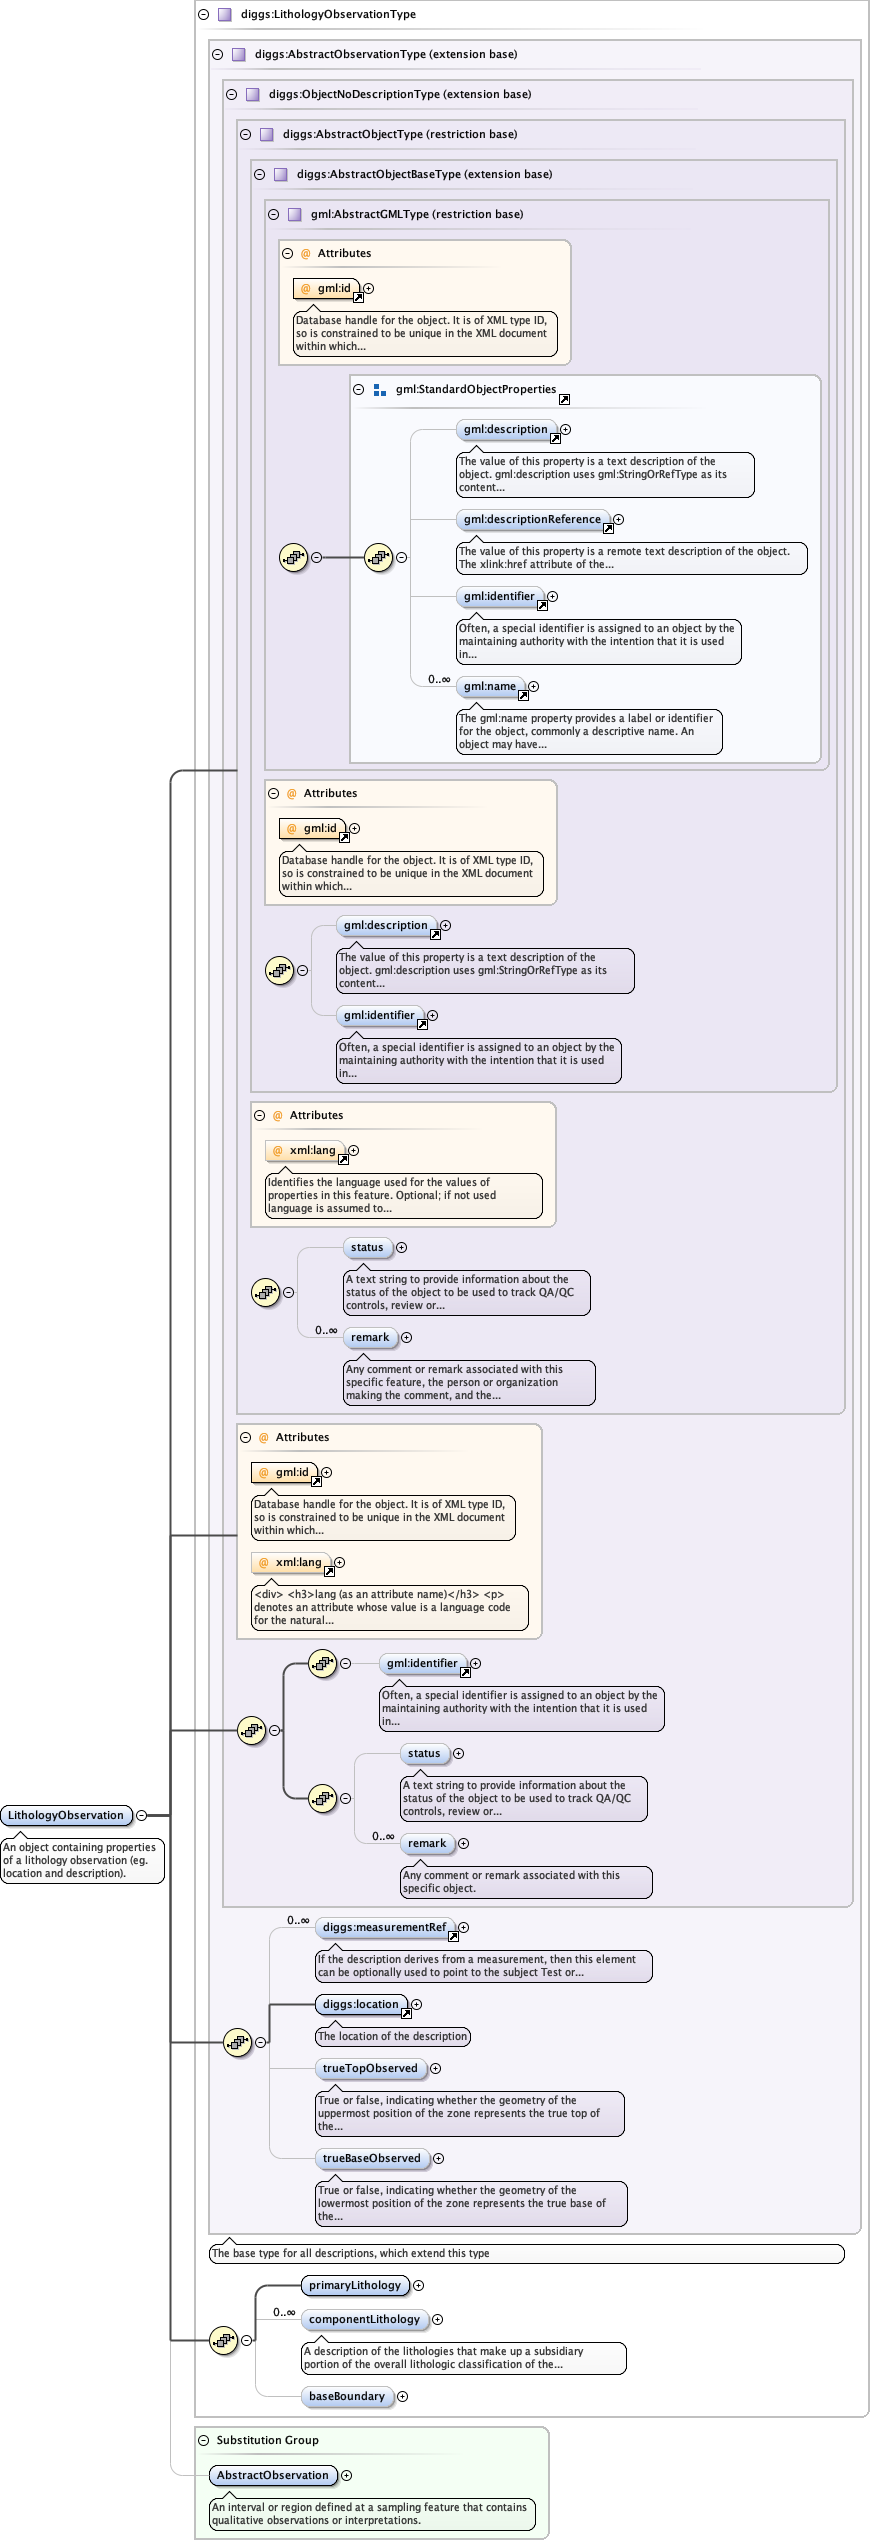 diggs:LithologyObservationType
diggs:AbstractObservationType (extension base)
diggs:ObjectNoDescriptionType (extension base)
diggs:AbstractObjectType (restriction base)
diggs:AbstractObjectBaseType (extension base)
gml:AbstractGMLType (restriction base)
@ Attributes
@ gml:id
Database handle for the object. It is of XML type ID,
so is constrained to be unique in the XML document
within which...
gml:StandardObjectProperties
gml:description
The value of this property is a text description of the
object. gml:description uses gml:StringOrRefType as its
content...
gml:descriptionReference
The value of this property is a remote text description of the object.
The xlink:href attribute of the...
gml:identifier
Often, a special identifier is assigned to an object by the
maintaining authority with the intention that it is used
in...
0..∞
gml:name
The gml:name property provides a label or identifier
for the object, commonly a descriptive name. An
object may have...
@ Attributes
@ gml:id
Database handle for the object. It is of XML type ID,
so is constrained to be unique in the XML document
within which...
gml:description
The value of this property is a text description of the
object. gml:description uses gml:StringOrRefType as its
content...
gml:identifier
Often, a special identifier is assigned to an object by the
maintaining authority with the intention that it is used
in...
@ Attributes
@ xml:lang
Identifies the language used for the values of
properties in this feature. Optional; if not used
language is assumed to...
status
A text string to provide information about the
status of the object to be used to track QA/QC
controls, review or...
0..∞
remark
Any comment or remark associated with this
specific feature, the person or organization
making the comment, and the...
@ Attributes
@ gml:id
Database handle for the object. It is of XML type ID,
so is constrained to be unique in the XML document
within which...
@ xml:lang
<div> <h3>lang (as an attribute name)</h3> <p>
denotes an attribute whose value is a language code
for the natural...
gml:identifier
Often, a special identifier is assigned to an object by the
maintaining authority with the intention that it is used
in...
status
A text string to provide information about the
status of the object to be used to track QA/QC
controls, review or...
0..∞
remark
Any comment or remark associated with this
specific object.
LithologyObservation
An object containing properties
of a lithology observation (eg.
location and description).
0..∞
diggs:measurementRef
If the description derives from a measurement, then this element
can be optionally used to point to the subject Test or...
diggs:location
The location of the description
trueTopObserved
True or false, indicating whether the geometry of the
uppermost position of the zone represents the true top of
the...
trueBaseObserved
True or false, indicating whether the geometry of the
lowermost position of the zone represents the true base of
the...
The base type for all descriptions, which extend this type
primaryLithology
0..∞
componentLithology
A description of the lithologies that make up a subsidiary
portion of the overall lithologic classification of the...
baseBoundary
Substitution Group
AbstractObservation
An interval or region defined at a sampling feature that contains
qualitative observations or interpretations.